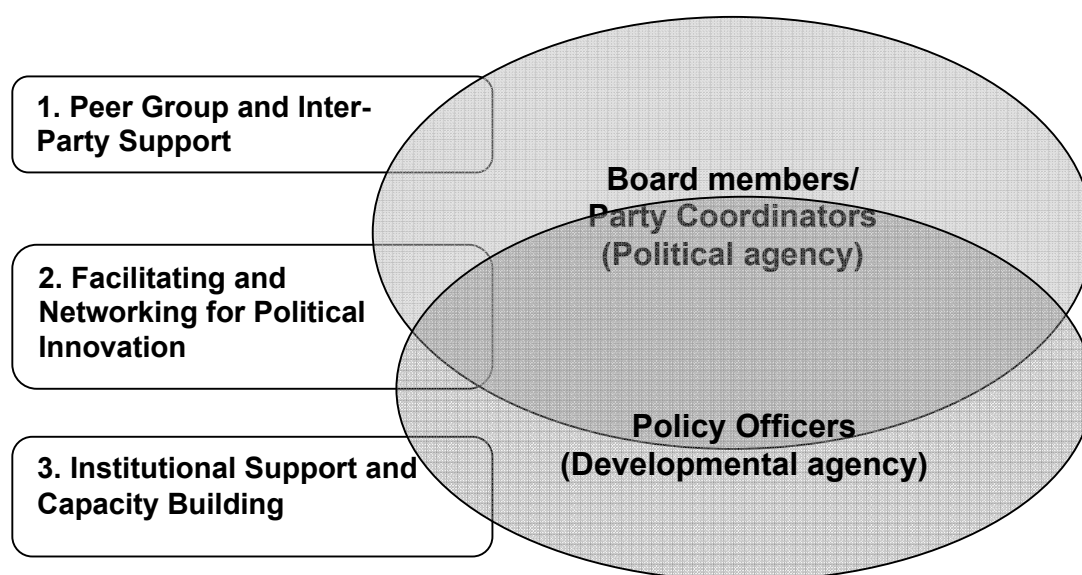 1. Peer Group and Inter-
Party Support
Board members/
Party Coordinators
(Political agency)
2. Facilitating and
Networking for Political
Innovation
Policy Officers
(Developmental agency)
3. Institutional Support and
Capacity Building